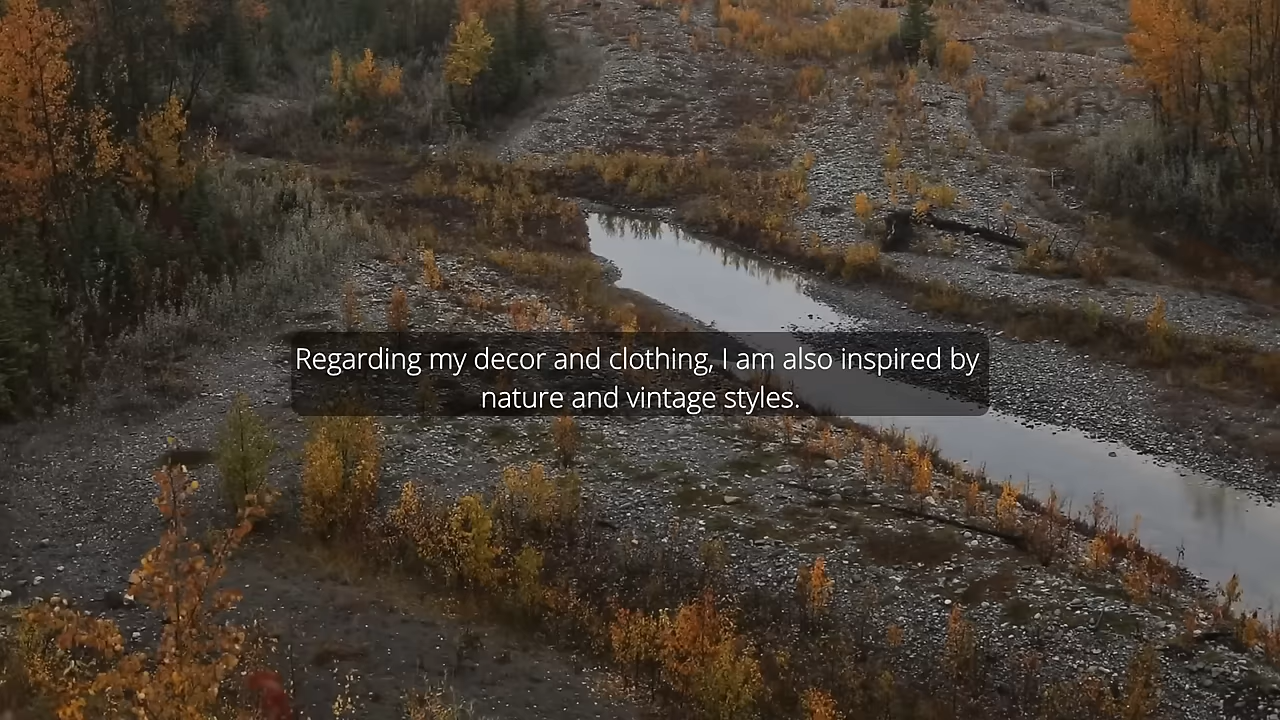 Regarding my decor and clothing, I am also inspired by
nature and vintage styles.